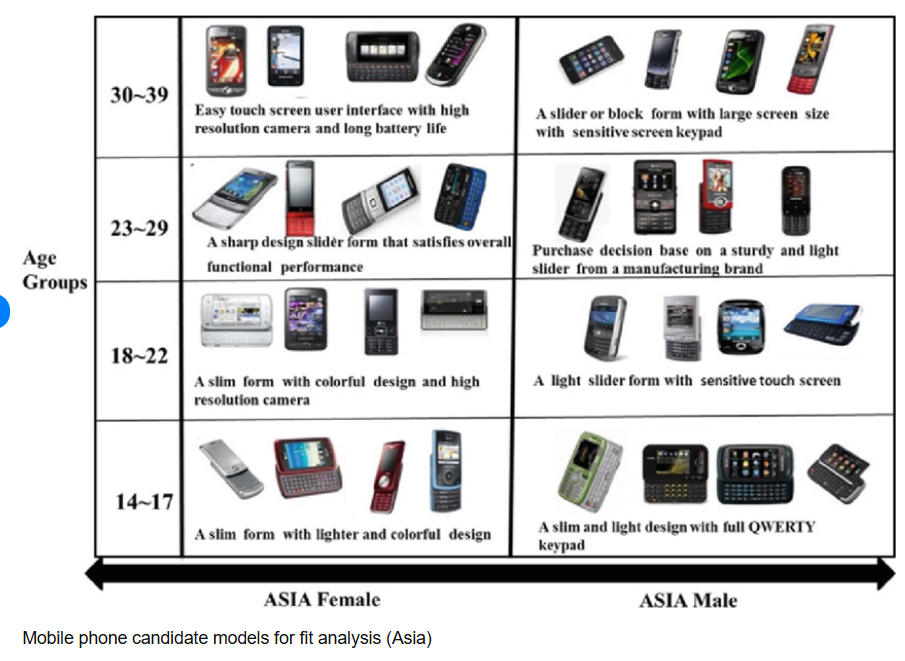 30~39
Easy touch screen user interface with high
resolution camera and long battery life
A slider or block form with large screen size
with sensitive screen keypad
23~29
A sharp design slider form that satisfies overall
functional performance
Purchase decision base on a sturdy and light
slider from a manufacturing brand
Age
Groups
18~22
A slim form with colorful design and high
resolution camera
A light slider form with sensitive touch screen
14~17
A slim form with lighter and colorful design
A slim and light design with full QWERTY
keypad
ASIA Female
ASIA Male
Mobile phone candidate models for fit analysis (Asia)